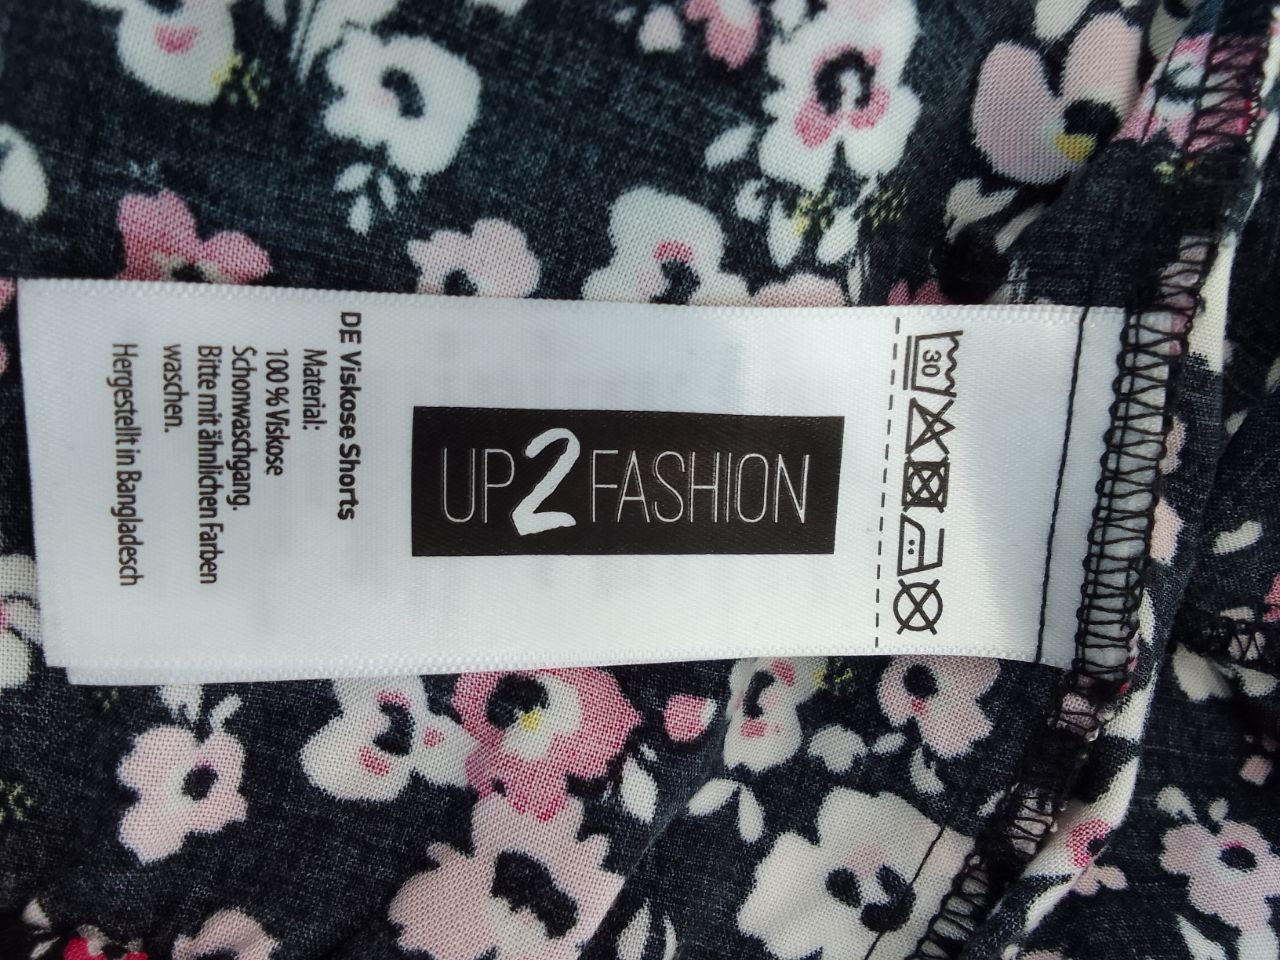 30
UP2FASHION
DE Viskose Shorts
Material:
100 % Viskose
Schonwaschgang.
Bitte mit ähnlichen Farben
waschen.
Hergestellt in Bangladesch